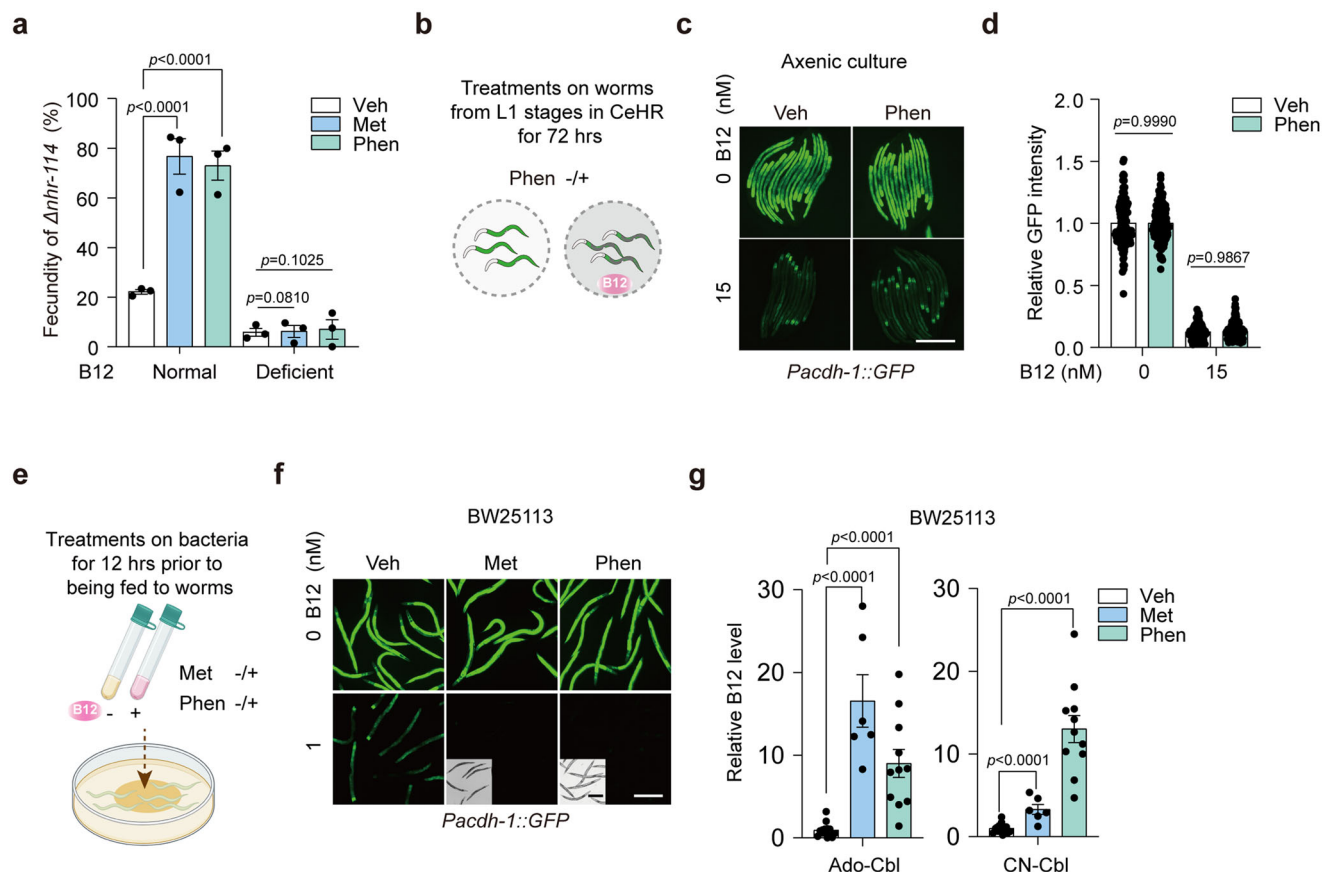 a
p<0.0001
p<0.0001
Veh
Met
Phen
Fecundity of Δnhr-114 (%)
100
80
60
40
20
0
p=0.1025
p=0.0810
B12
Normal
Deficient
b
Treatments on worms
from L1 stages in CeHR
for 72 hrs
Phen -/+
B12
c
Axenic culture
Veh
Phen
B12 (nM)
0
15
Pacdh-1::GFP
d
Veh
Phen
Relative GFP intensity
2.0
1.5
1.0
0.5
0.0
p=0.9990
p=0.9867
B12 (nM)
0
15
e
Treatments on bacteria
for 12 hrs prior to
being fed to worms
Met -/+
Phen -/+
B12 - +
f
BW25113
Veh
Met
Phen
B12 (nM)
0
1
Pacdh-1::GFP
g
BW25113
Relative B12 level
30
20
10
0
p<0.0001
p<0.0001
Ado-Cbl
30
20
10
0
p<0.0001
p<0.0001
CN-Cbl
Veh
Met
Phen